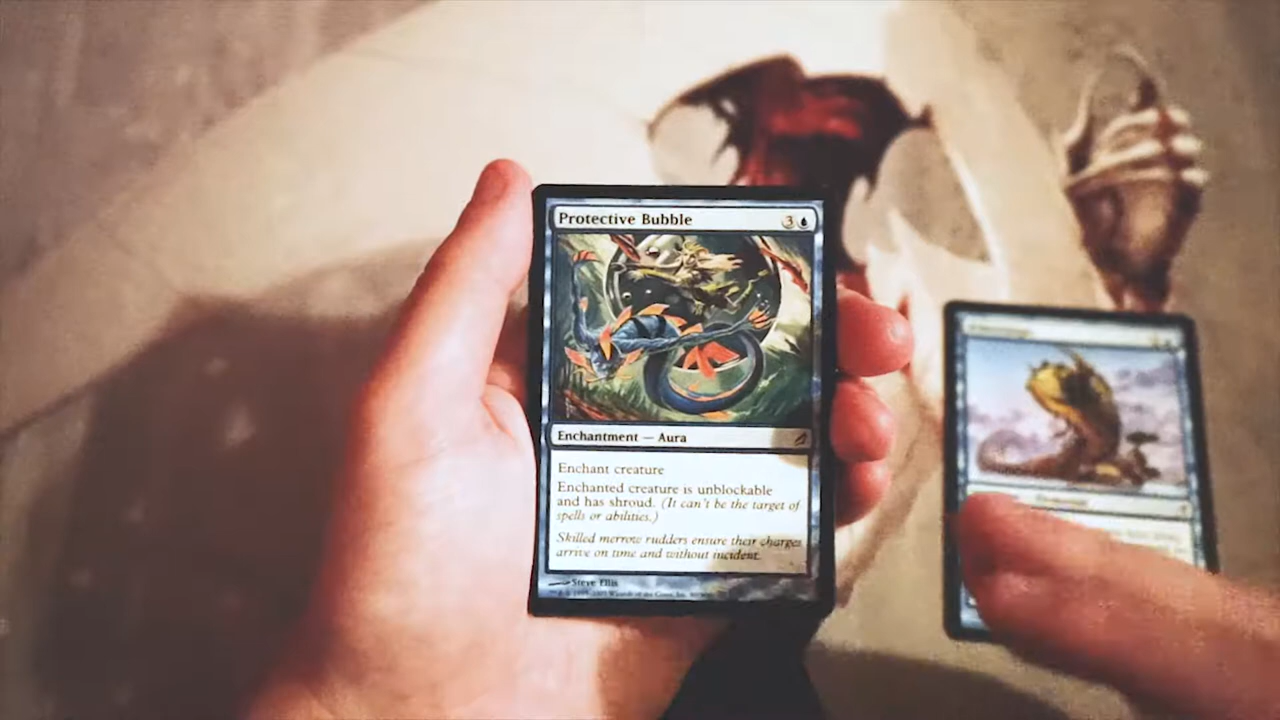 Protective Bubble 3
Enchantment — Aura
Enchant creature
Enchanted creature is unblockable
and has shroud. (It can't be the target of
spells or abilities.)
Skilled merrow rudders ensure their charges
arrive on time and without incident.
Steve Ellis